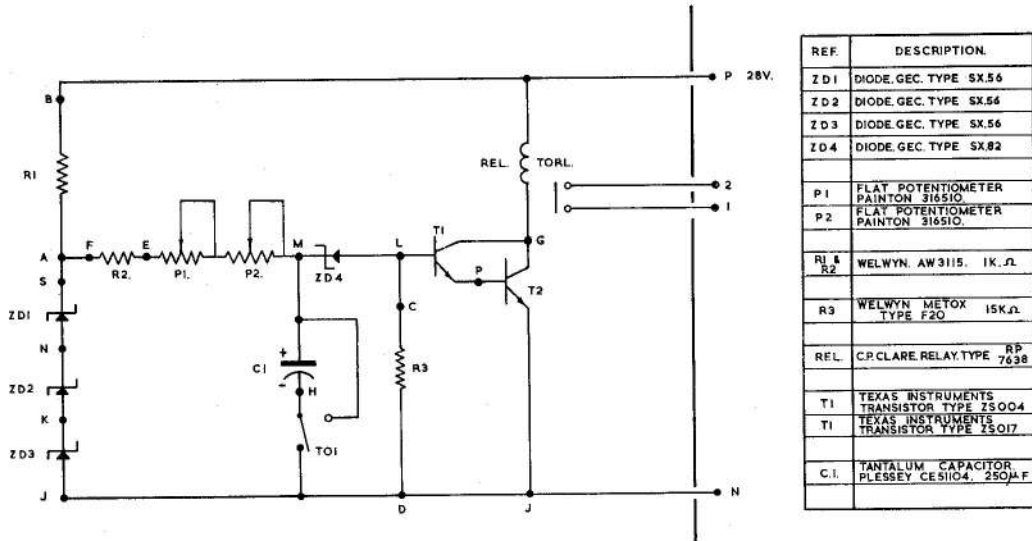 P 28V.
B
R1
REL. TORL.
2
1
A
F
E
M
L
T1
G
S
R2.
P1.
P2.
ZD4
P
T2
ZD1
C
N
+
C1
R3
-
H
ZD2
K
TO1
ZD3
J
D
J
N
REF. DESCRIPTION.
ZD1 DIODE. GEC. TYPE SX.56
ZD2 DIODE. GEC. TYPE SX.56
ZD3 DIODE. GEC. TYPE SX.56
ZD4 DIODE. GEC. TYPE SX.82
P1 FLAT POTENTIOMETER
PAINTON 316510.
P2 FLAT POTENTIOMETER
PAINTON 316510.
R1 &
R2 WELWYN. AW3115. 1K.Ω
R3 WELWYN METOX
TYPE F20 15K.Ω
REL. C.P. CLARE. RELAY. TYPE RP
7638
T1 TEXAS INSTRUMENTS
TRANSISTOR TYPE ZS004
T1 TEXAS INSTRUMENTS
TRANSISTOR TYPE ZS017
C.1. TANTALUM CAPACITOR.
PLESSEY CE51104. 250µF